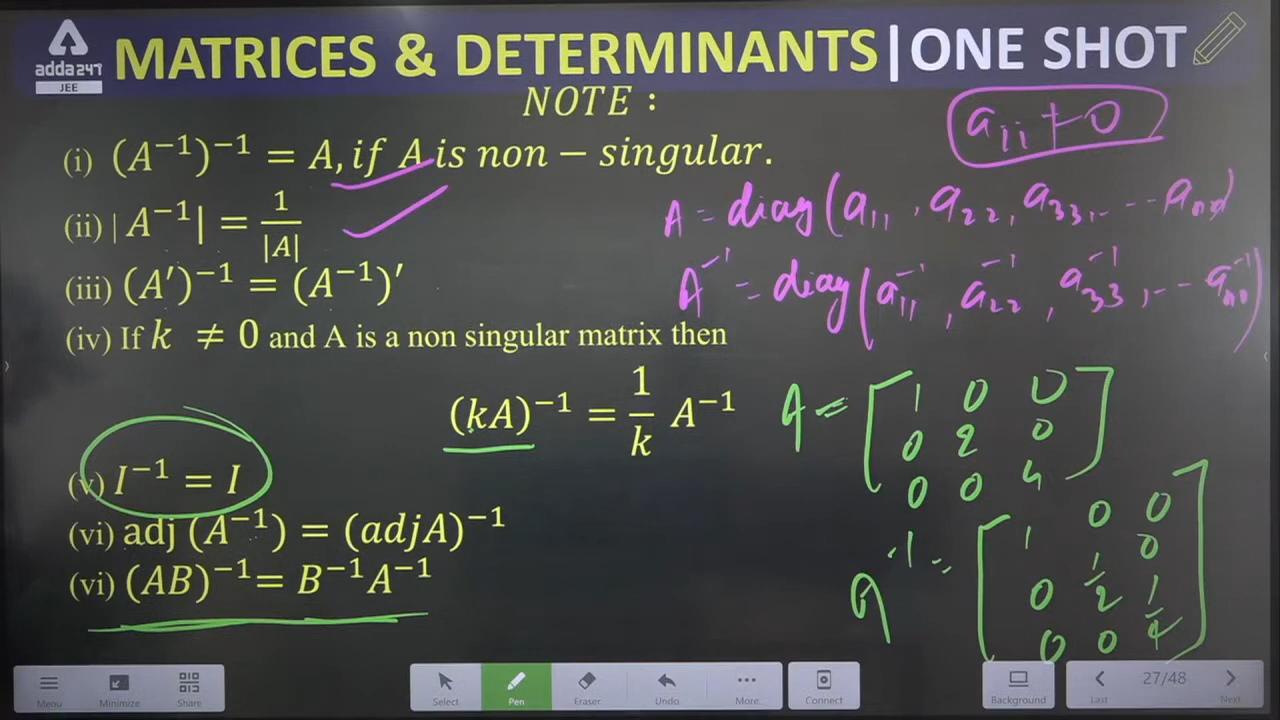 adda247
JEE
MATRICES & DETERMINANTS | ONE SHOT
NOTE :
(i) (A⁻¹)⁻¹ = A, if A is non − singular.
(ii) | A⁻¹| = 1/|A|
(iii) (A′)⁻¹ = (A⁻¹)′
(iv) If k ≠ 0 and A is a non singular matrix then
(kA)⁻¹ = 1/k A⁻¹
(v) I⁻¹ = I
(vi) adj (A⁻¹) = (adjA)⁻¹
(vi) (AB)⁻¹= B⁻¹A⁻¹
aᵢᵢ ≠ 0
A = diag (a₁₁ , a₂₂, a₃₃, ... aₙₙ)
A⁻¹ = diag (a₁₁⁻¹ , a₂₂⁻¹ , a₃₃⁻¹ , ... aₙₙ⁻¹)
A = [ 1 0 0
0 2 0
0 0 4 ]
A⁻¹ = [ 1 0 0
0 1/2 0
0 0 1/4 ]
Menu
Minimize
Share
Select
Pen
Eraser
Undo
More.
Connect
Background
Last
27/48
Next